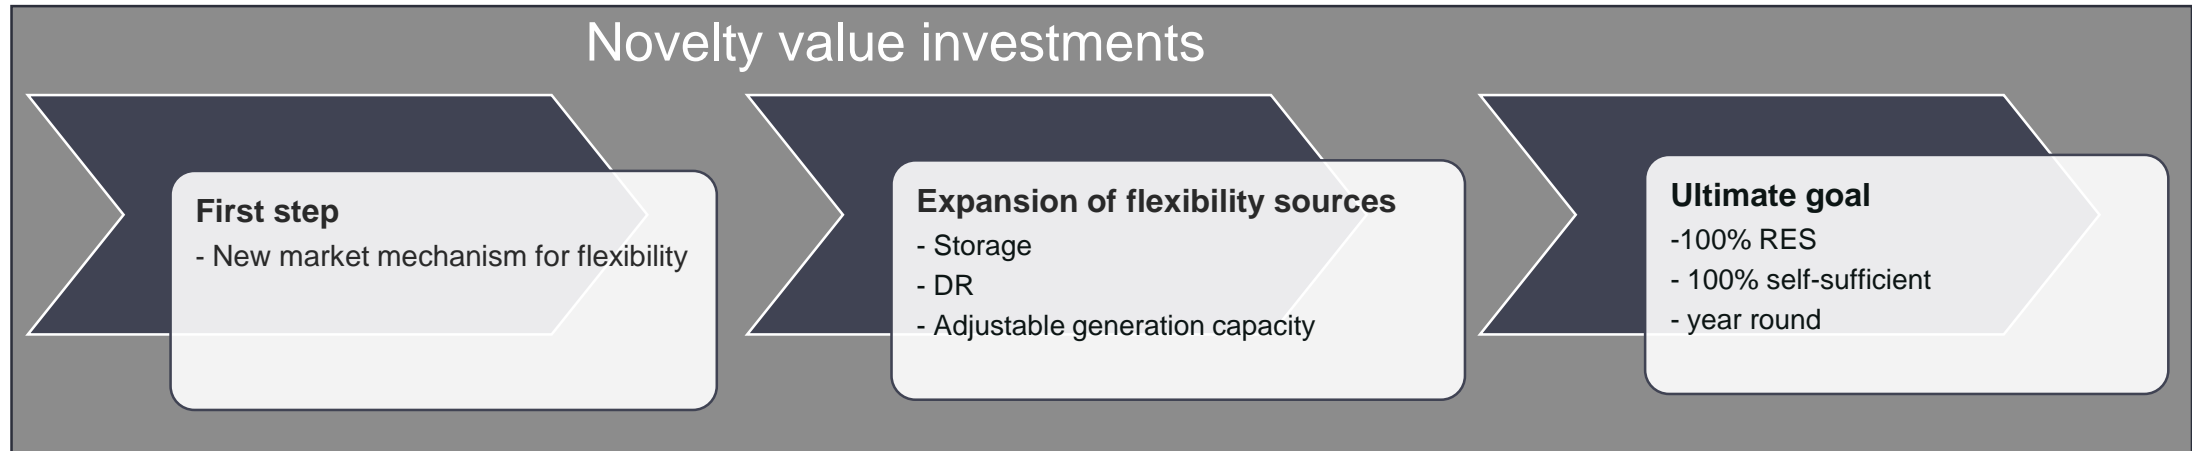 Novelty value investments
First step
- New market mechanism for flexibility
Expansion of flexibility sources
- Storage
- DR
- Adjustable generation capacity
Ultimate goal
-100% RES
- 100% self-sufficient
- year round